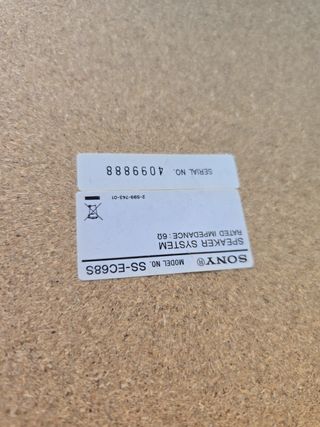 SONY® MODEL NO. SS-EC68S
SPEAKER SYSTEM
RATED IMPEDANCE : 6Ω
2-599-743-01
SERIAL NO. 4099888